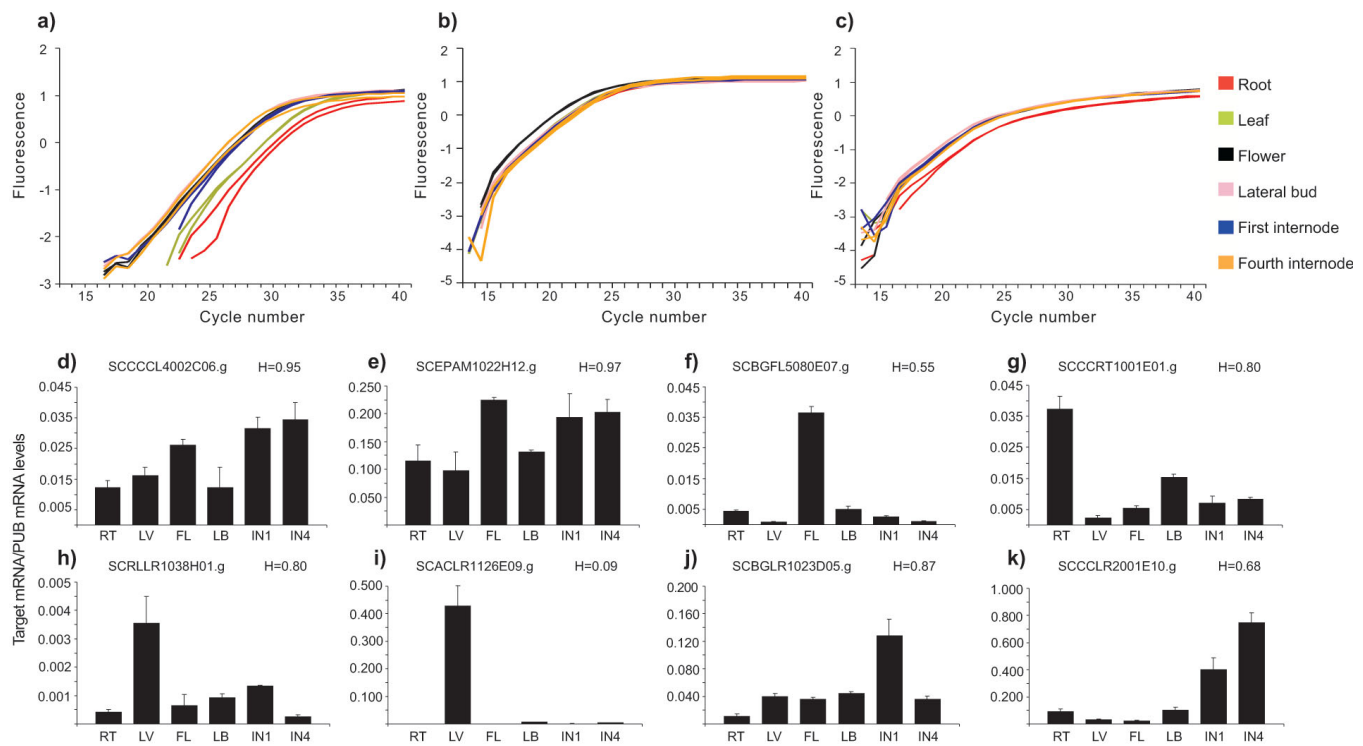 a)
b)
c)
2
1
0
-1
-2
-3
Fluorescence
15 20 25 30 35 40
Cycle number
2
1
0
-1
-2
-3
-4
-5
Fluorescence
15 20 25 30 35 40
Cycle number
2
1
0
-1
-2
-3
-4
-5
Fluorescence
15 20 25 30 35 40
Cycle number
Root
Leaf
Flower
Lateral bud
First internode
Fourth internode
Target mRNA/PUB mRNA levels
d) SCCCCL4002C06.g H=0.95
0.045
0.035
0.025
0.015
0.005
RT LV FL LB IN1 IN4
e) SCEPAM1022H12.g H=0.97
0.250
0.200
0.150
0.100
0.050
RT LV FL LB IN1 IN4
f) SCBGFL5080E07.g H=0.55
0.045
0.035
0.025
0.015
0.005
RT LV FL LB IN1 IN4
g) SCCCRT1001E01.g H=0.80
0.045
0.035
0.025
0.015
0.005
RT LV FL LB IN1 IN4
h) SCRLLR1038H01.g H=0.80
0.005
0.004
0.003
0.002
0.001
RT LV FL LB IN1 IN4
i) SCACLR1126E09.g H=0.09
0.500
0.400
0.300
0.200
0.100
RT LV FL LB IN1 IN4
j) SCBGLR1023D05.g H=0.87
0.200
0.160
0.120
0.080
0.040
RT LV FL LB IN1 IN4
k) SCCCLR2001E10.g H=0.68
1.000
0.800
0.600
0.400
0.200
RT LV FL LB IN1 IN4